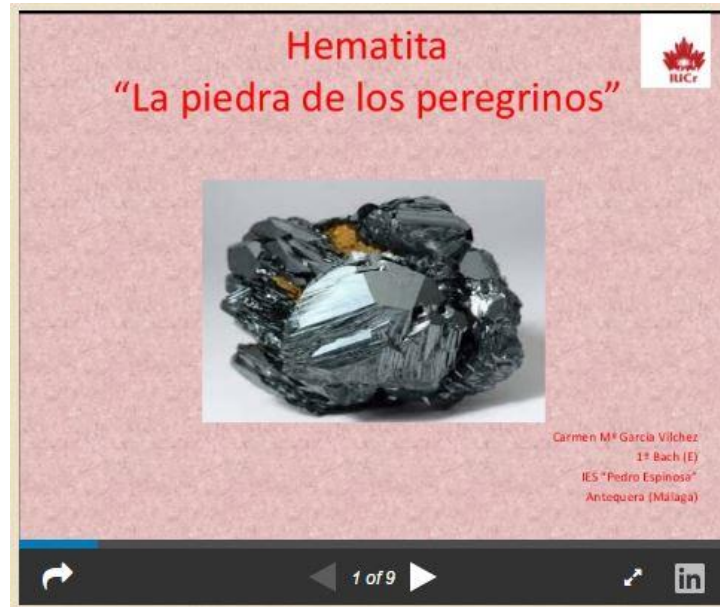 Hematita
“La piedra de los peregrinos”
RICr
Carmen Mª García Vílchez
1º Bach (E)
IES "Pedro Espinosa"
Antequera (Málaga)
1 of 9
in